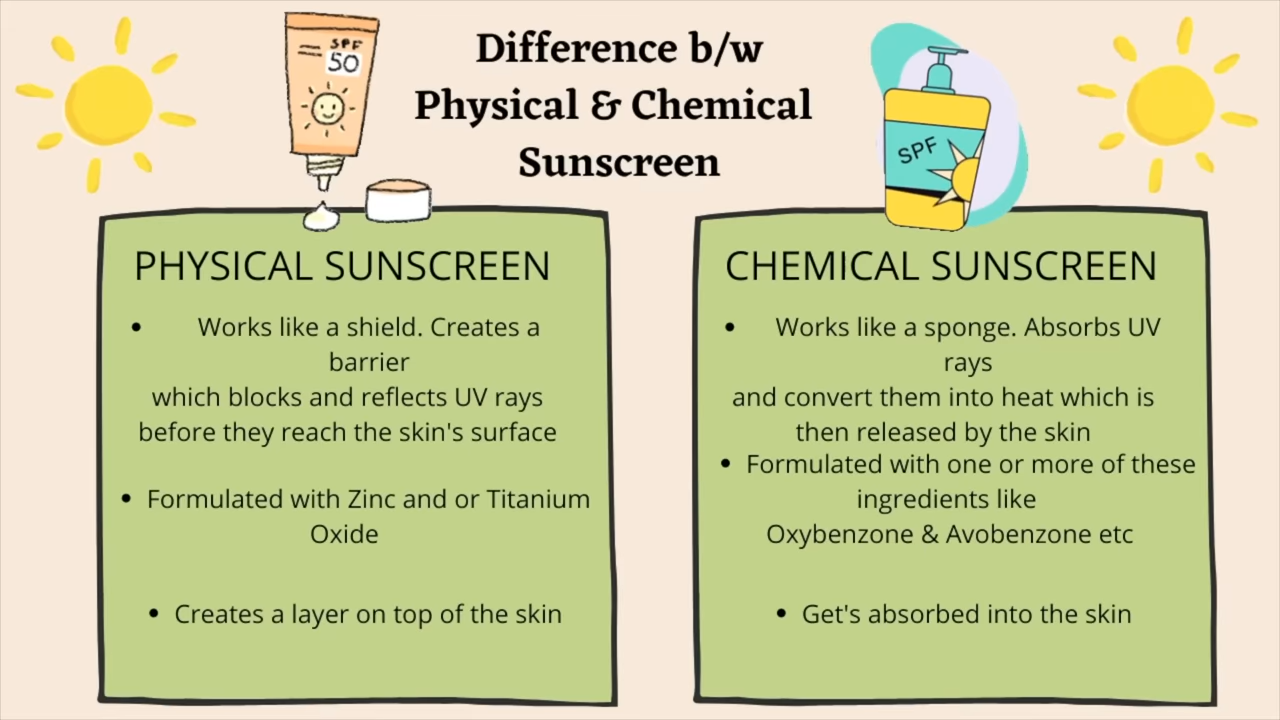 Difference b/w
Physical & Chemical
Sunscreen
SPF
50
SPF
PHYSICAL SUNSCREEN
• Works like a shield. Creates a
barrier
which blocks and reflects UV rays
before they reach the skin's surface
• Formulated with Zinc and or Titanium
Oxide
• Creates a layer on top of the skin
CHEMICAL SUNSCREEN
• Works like a sponge. Absorbs UV
rays
and convert them into heat which is
then released by the skin
• Formulated with one or more of these
ingredients like
Oxybenzone & Avobenzone etc
• Get's absorbed into the skin